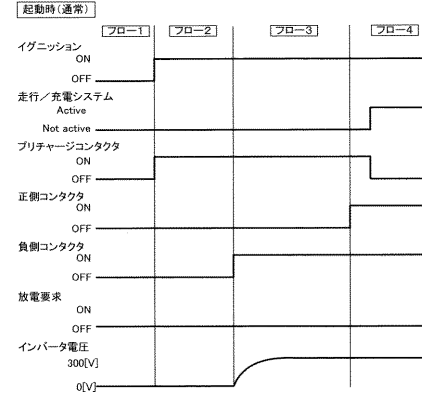 起動時(通常)
フロー1 フロー2 フロー3 フロー4
イグニッション
ON
OFF
走行／充電システム
Active
Not active
プリチャージコンタクタ
ON
OFF
正側コンタクタ
ON
OFF
負側コンタクタ
ON
OFF
放電要求
ON
OFF
インバータ電圧
300[V]
0[V]